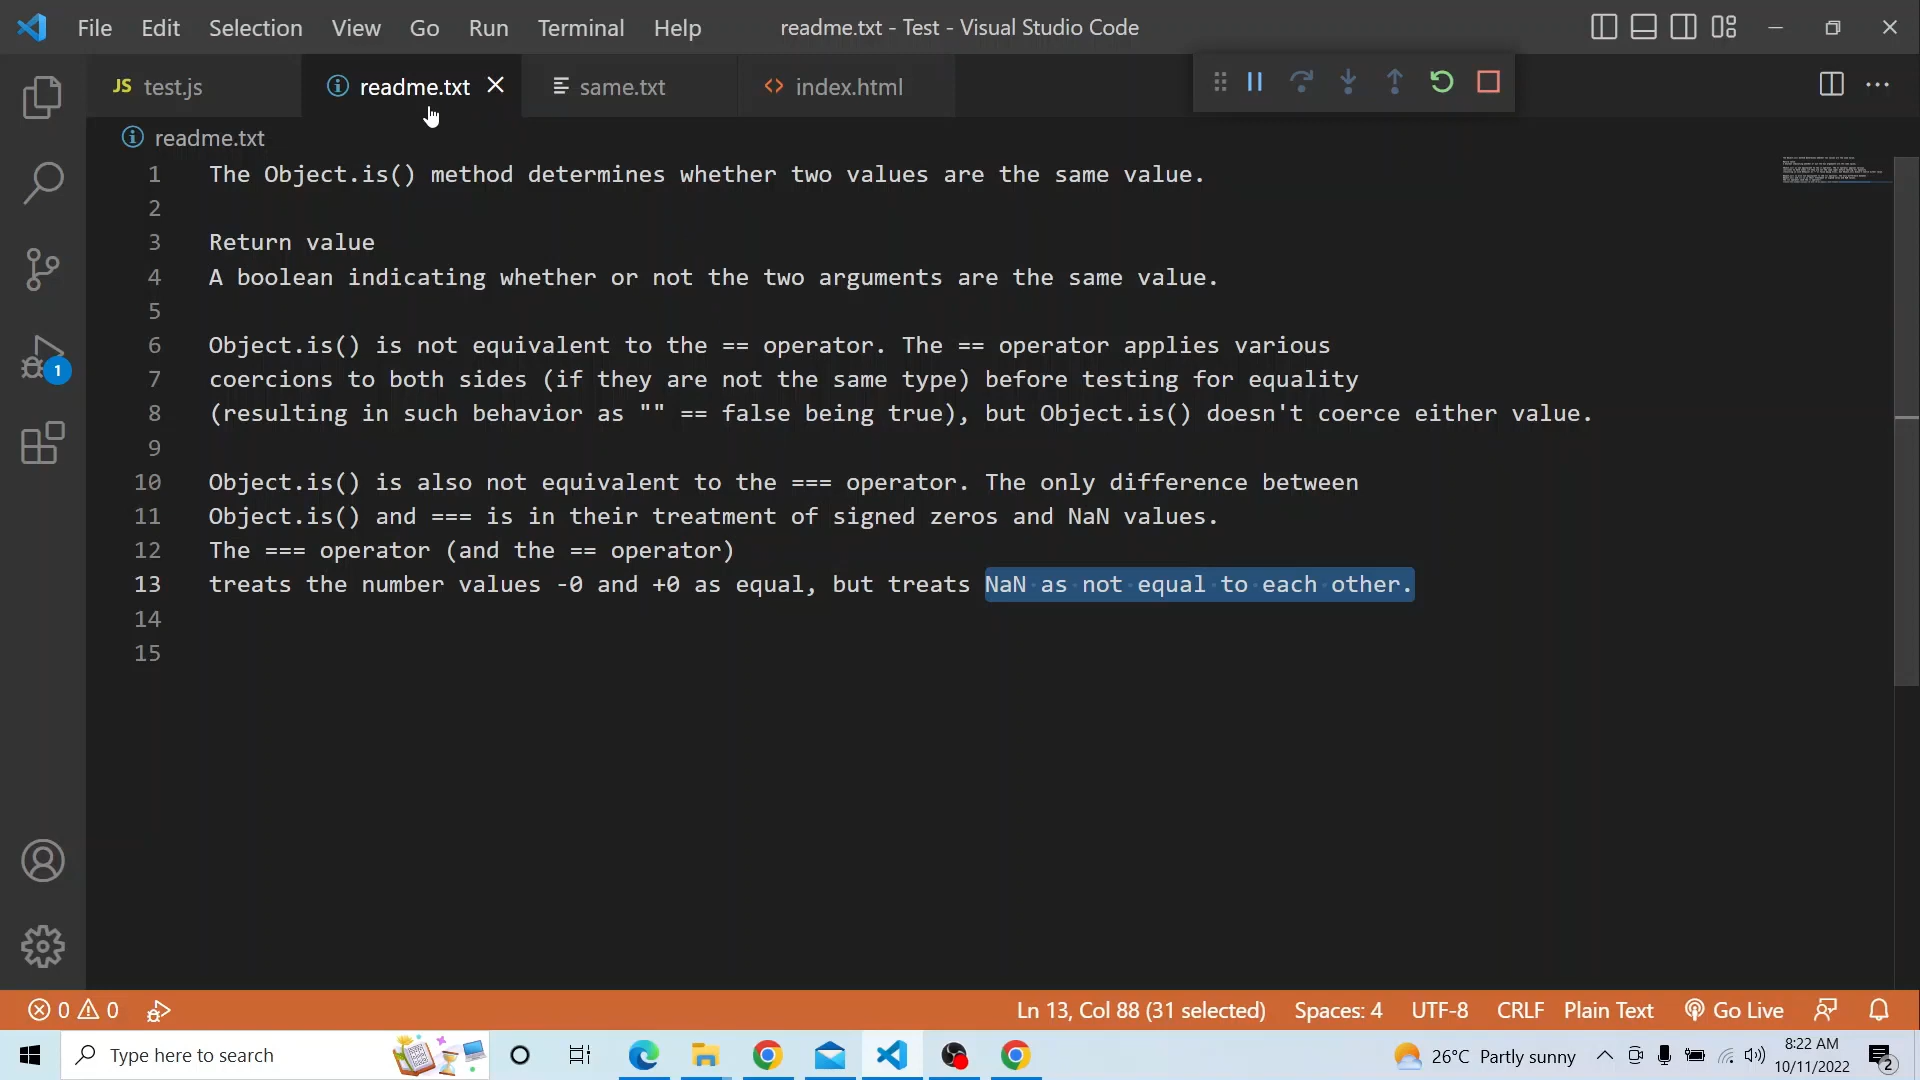 File Edit Selection View Go Run Terminal Help readme.txt - Test - Visual Studio Code
JS test.js readme.txt same.txt index.html
readme.txt
1 The Object.is() method determines whether two values are the same value.
2
3 Return value
4 A boolean indicating whether or not the two arguments are the same value.
5
6 Object.is() is not equivalent to the == operator. The == operator applies various
7 coercions to both sides (if they are not the same type) before testing for equality
8 (resulting in such behavior as "" == false being true), but Object.is() doesn't coerce either value.
9
10 Object.is() is also not equivalent to the === operator. The only difference between
11 Object.is() and === is in their treatment of signed zeros and NaN values.
12 The === operator (and the == operator)
13 treats the number values -0 and +0 as equal, but treats NaN as not equal to each other.
14
15
1
0 0 Ln 13, Col 88 (31 selected) Spaces: 4 UTF-8 CRLF Plain Text Go Live
Type here to search 26°C Partly sunny 8:22 AM
10/11/2022 2